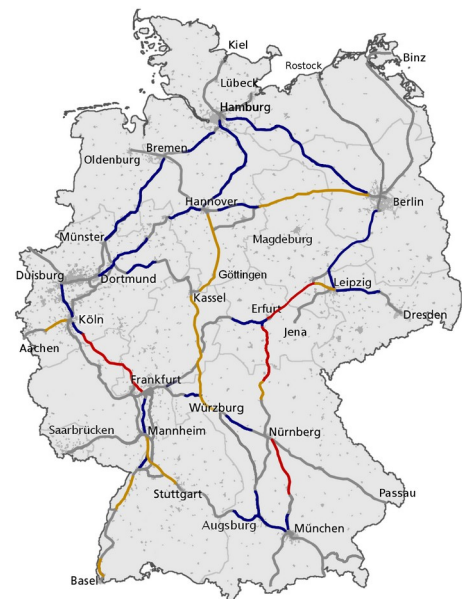 Kiel
Binz
Rostock
Lübeck
Hamburg
Bremen
Oldenburg
Hannover
Berlin
Münster
Magdeburg
Duisburg
Dortmund
Göttingen
Leipzig
Kassel
Erfurt
Köln
Dresden
Jena
Aachen
Frankfurt
Würzburg
Saarbrücken
Mannheim
Nürnberg
Stuttgart
Passau
Augsburg
München
Basel